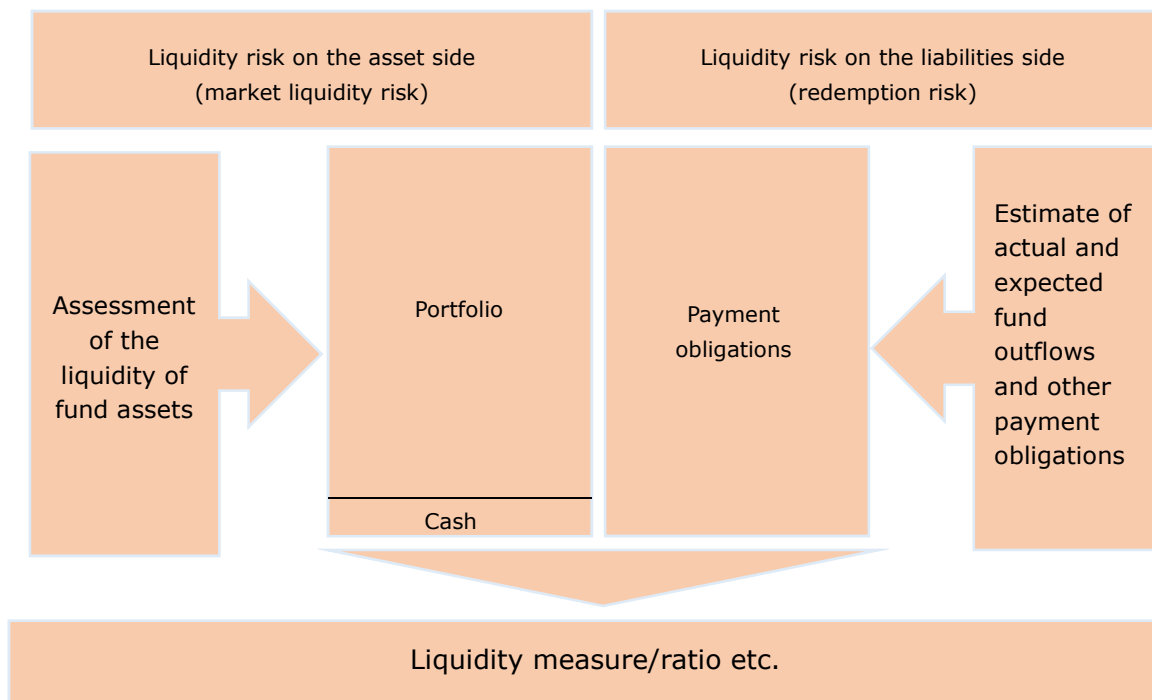 Liquidity risk on the asset side
(market liquidity risk)
Liquidity risk on the liabilities side
(redemption risk)
Assessment
of the
liquidity of
fund assets
Portfolio
Cash
Payment
obligations
Estimate of
actual and
expected
fund
outflows
and other
payment
obligations
Liquidity measure/ratio etc.